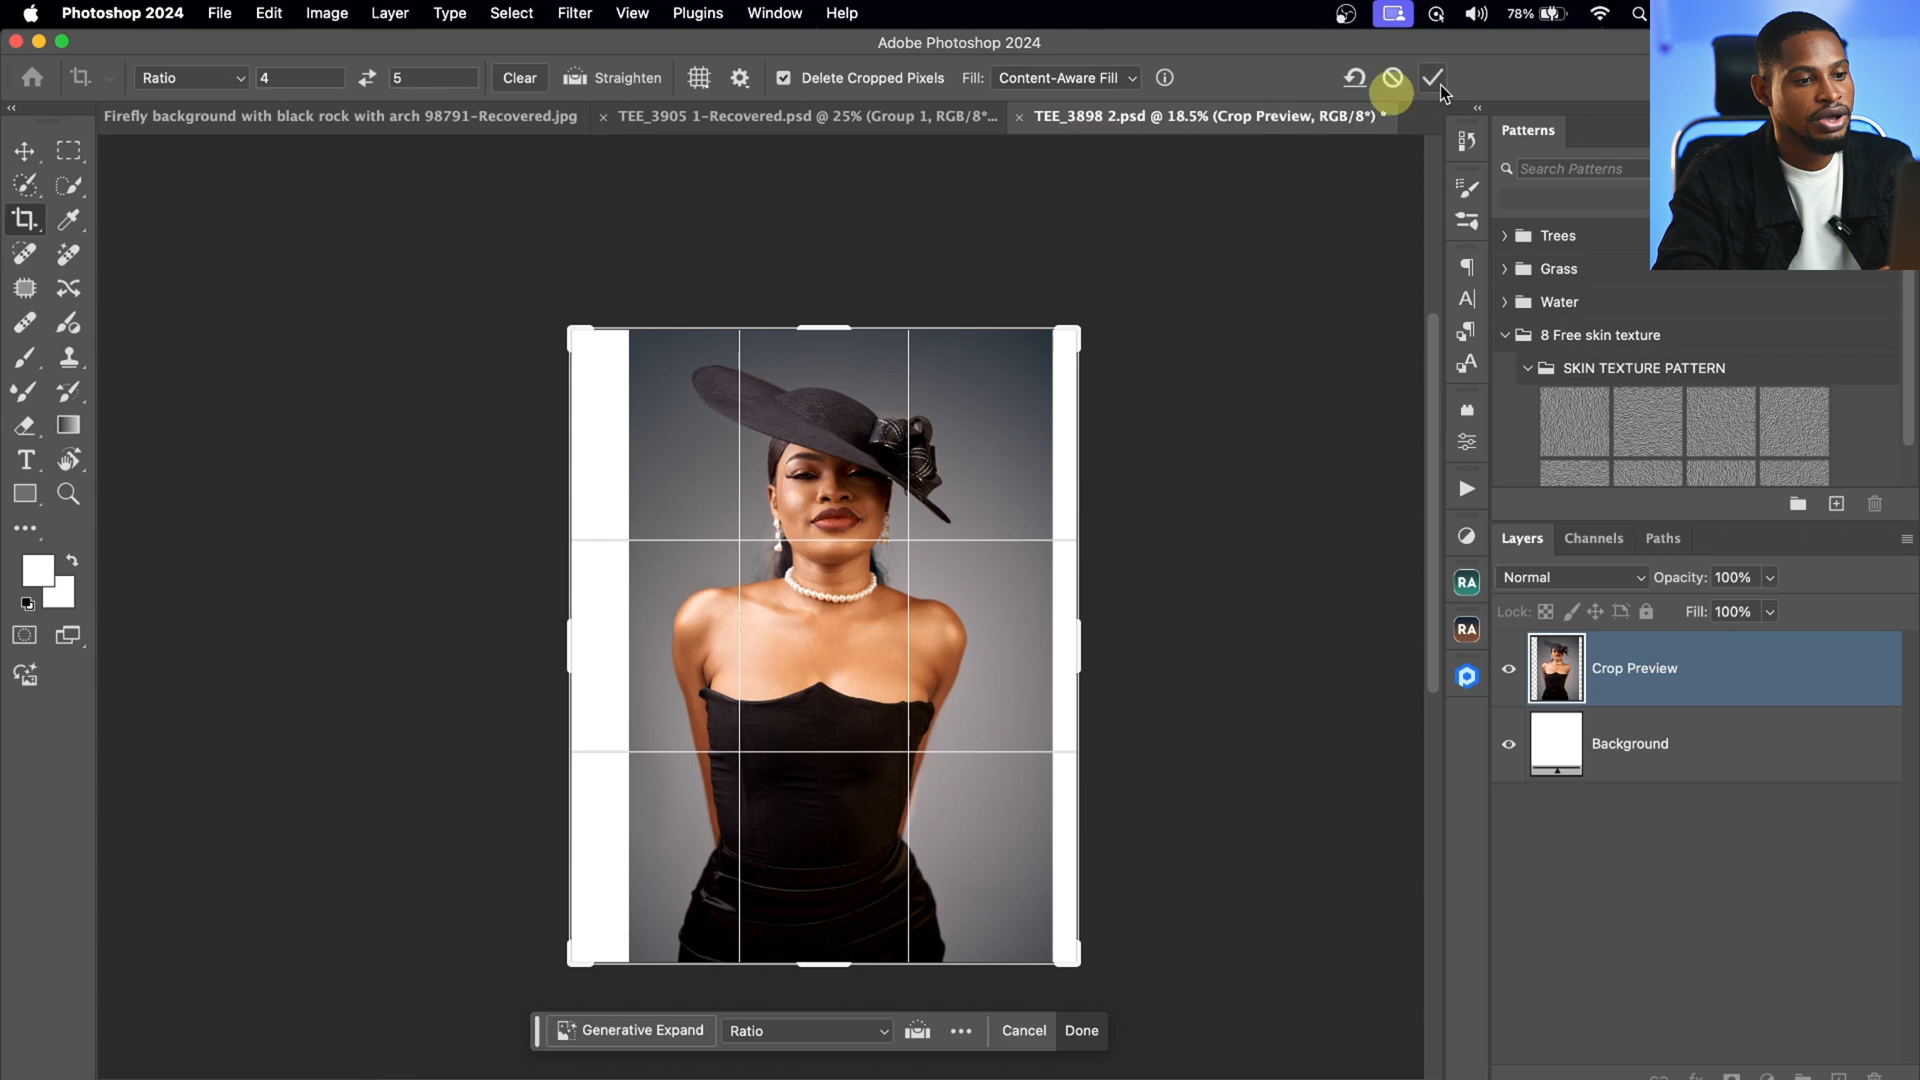 Photoshop 2024 File Edit Image Layer Type Select Filter View Plugins Window Help 78%
Adobe Photoshop 2024
Ratio 4 5 Clear Straighten Delete Cropped Pixels Fill: Content-Aware Fill
Firefly background with black rock with arch 98791-Recovered.jpg × TEE_3905 1-Recovered.psd @ 25% (Group 1, RGB/8*... × TEE_3898 2.psd @ 18.5% (Crop Preview, RGB/8*) *
Patterns
Search Patterns
Trees
Grass
Water
8 Free skin texture
SKIN TEXTURE PATTERN
Layers Channels Paths
Normal Opacity: 100%
Lock: Fill: 100%
RA
RA
Crop Preview
Background
Generative Expand Ratio Cancel Done